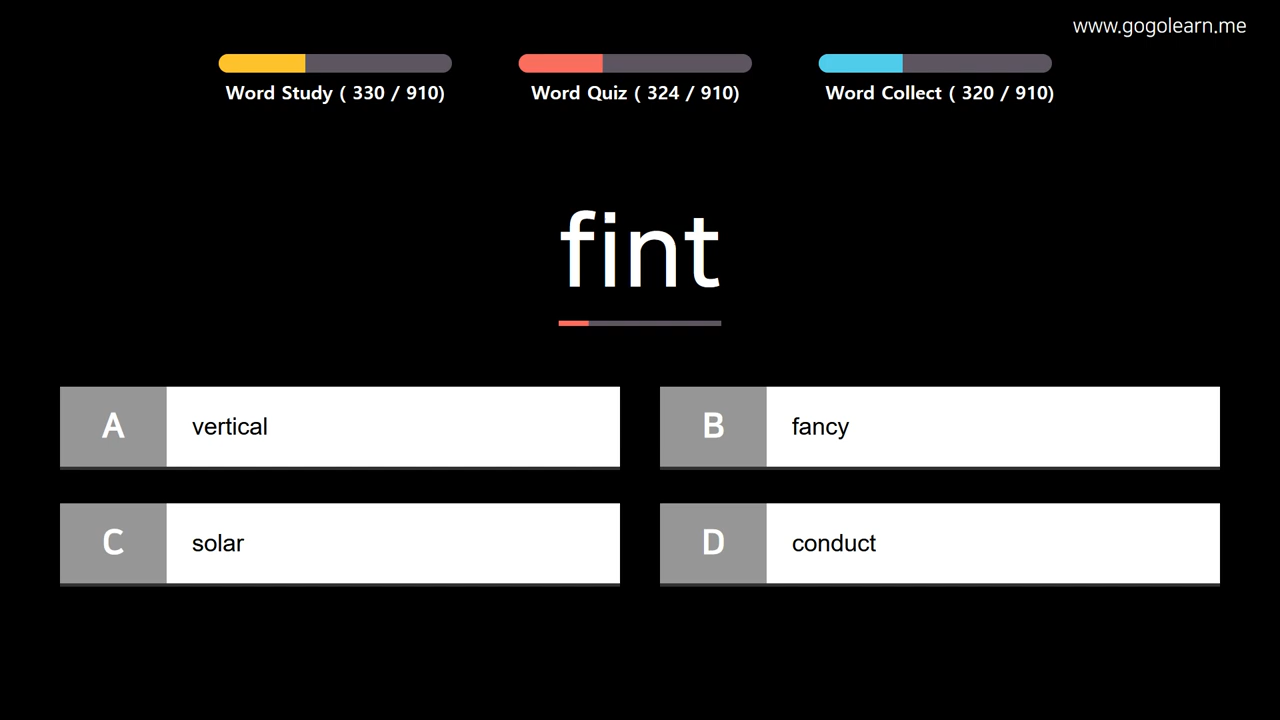 www.gogolearn.me
Word Study ( 330 / 910)
Word Quiz ( 324 / 910)
Word Collect ( 320 / 910)
fint
A vertical
B fancy
C solar
D conduct